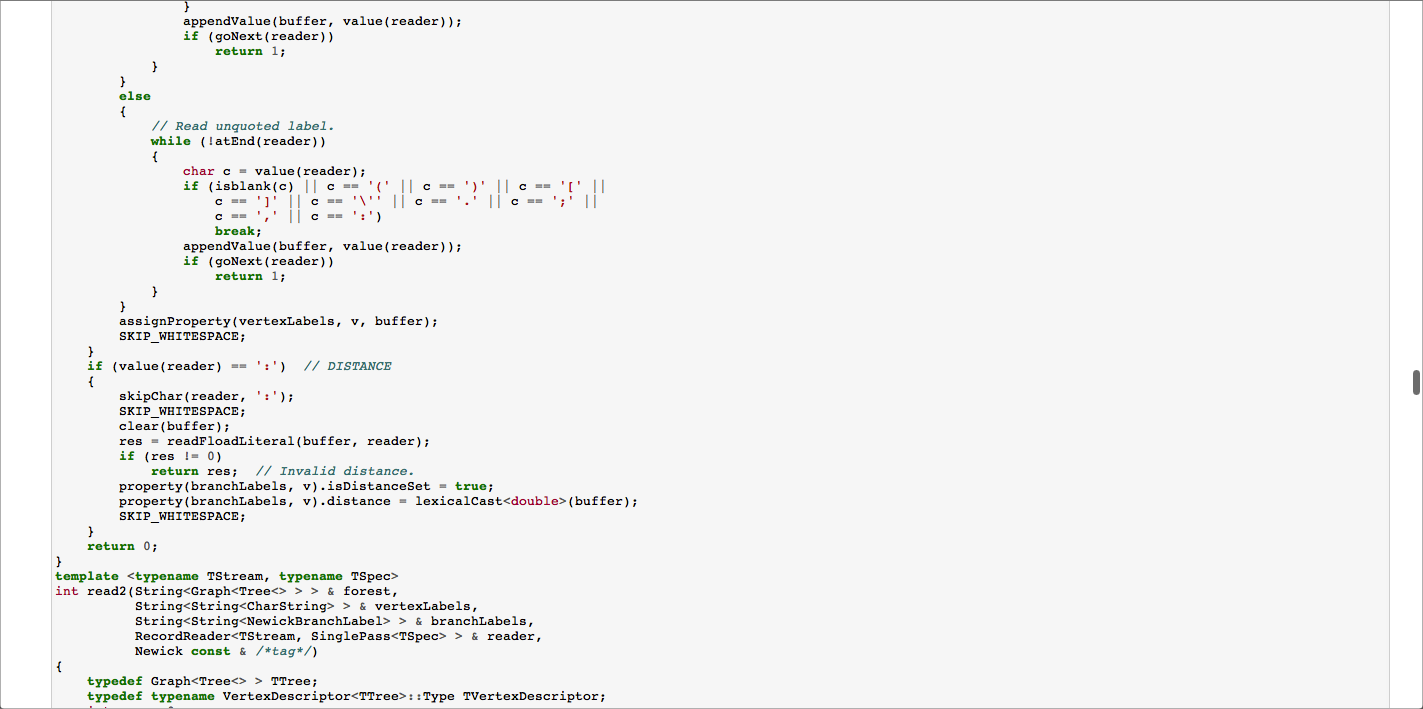 }
                appendValue(buffer, value(reader));
                if (goNext(reader))
                    return 1;
            }
        }
        else
        {
            // Read unquoted label.
            while (!atEnd(reader))
            {
                char c = value(reader);
                if (isblank(c) || c == '(' || c == ')' || c == '[' ||
                    c == ']' || c == '\'' || c == '.' || c == ';' ||
                    c == ',' || c == ':')
                    break;
                appendValue(buffer, value(reader));
                if (goNext(reader))
                    return 1;
            }
        }
        assignProperty(vertexLabels, v, buffer);
        SKIP_WHITESPACE;
    }
    if (value(reader) == ':')  // DISTANCE
    {
        skipChar(reader, ':');
        SKIP_WHITESPACE;
        clear(buffer);
        res = readFloadLiteral(buffer, reader);
        if (res != 0)
            return res;  // Invalid distance.
        property(branchLabels, v).isDistanceSet = true;
        property(branchLabels, v).distance = lexicalCast<double>(buffer);
        SKIP_WHITESPACE;
    }
    return 0;
}
template <typename TStream, typename TSpec>
int read2(String<Graph<Tree<> > > & forest,
          String<String<CharString> > & vertexLabels,
          String<String<NewickBranchLabel> > & branchLabels,
          RecordReader<TStream, SinglePass<TSpec> > & reader,
          Newick const & /*tag*/)
{
    typedef Graph<Tree<> > TTree;
    typedef typename VertexDescriptor<TTree>::Type TVertexDescriptor;